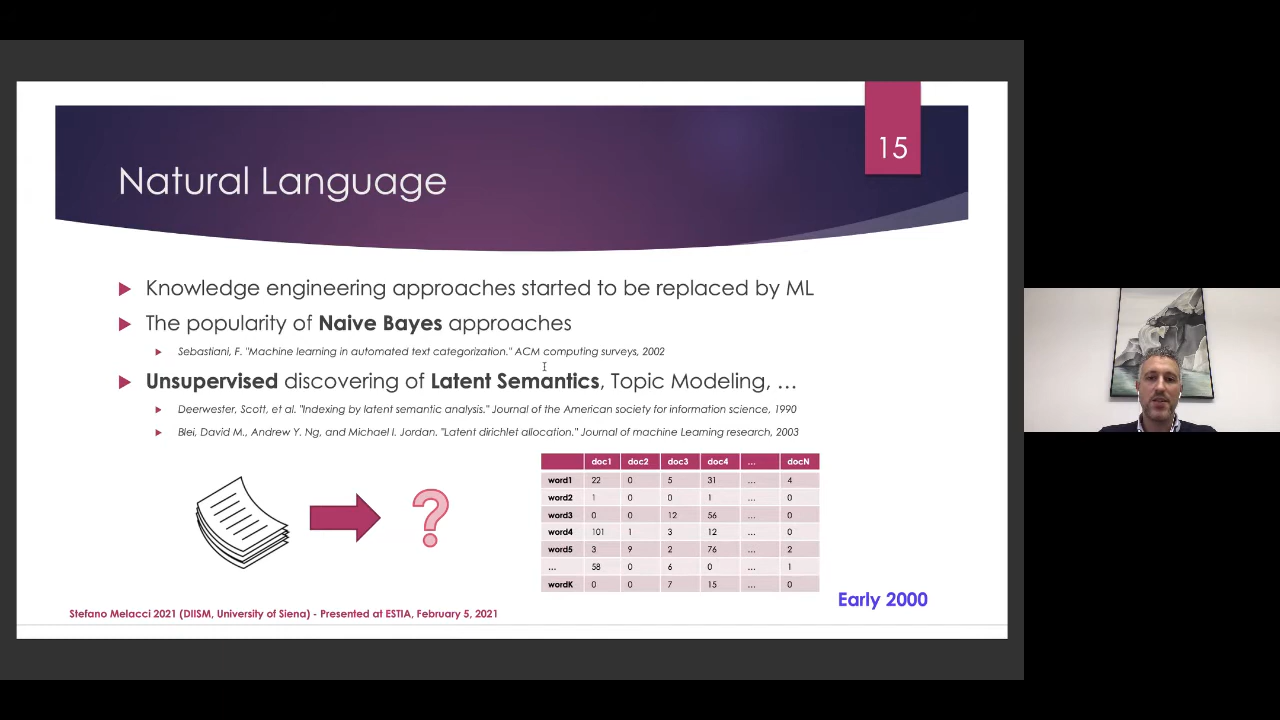 15
Natural Language
Knowledge engineering approaches started to be replaced by ML
The popularity of Naive Bayes approaches
Sebastiani, F. "Machine learning in automated text categorization." ACM computing surveys, 2002
Unsupervised discovering of Latent Semantics, Topic Modeling, …
Deerwester, Scott, et al. "Indexing by latent semantic analysis." Journal of the American society for information science, 1990
Blei, David M., Andrew Y. Ng, and Michael I. Jordan. "Latent dirichlet allocation." Journal of machine Learning research, 2003
doc1 doc2 doc3 doc4 … docN
word1 22 0 5 31 … 4
word2 1 0 0 1 … 0
word3 0 0 12 56 … 0
word4 101 1 3 12 … 0
word5 3 9 2 76 … 2
… 58 0 6 0 … 1
wordK 0 0 7 15 … 0
?
Early 2000
Stefano Melacci 2021 (DIISM, University of Siena) - Presented at ESTIA, February 5, 2021